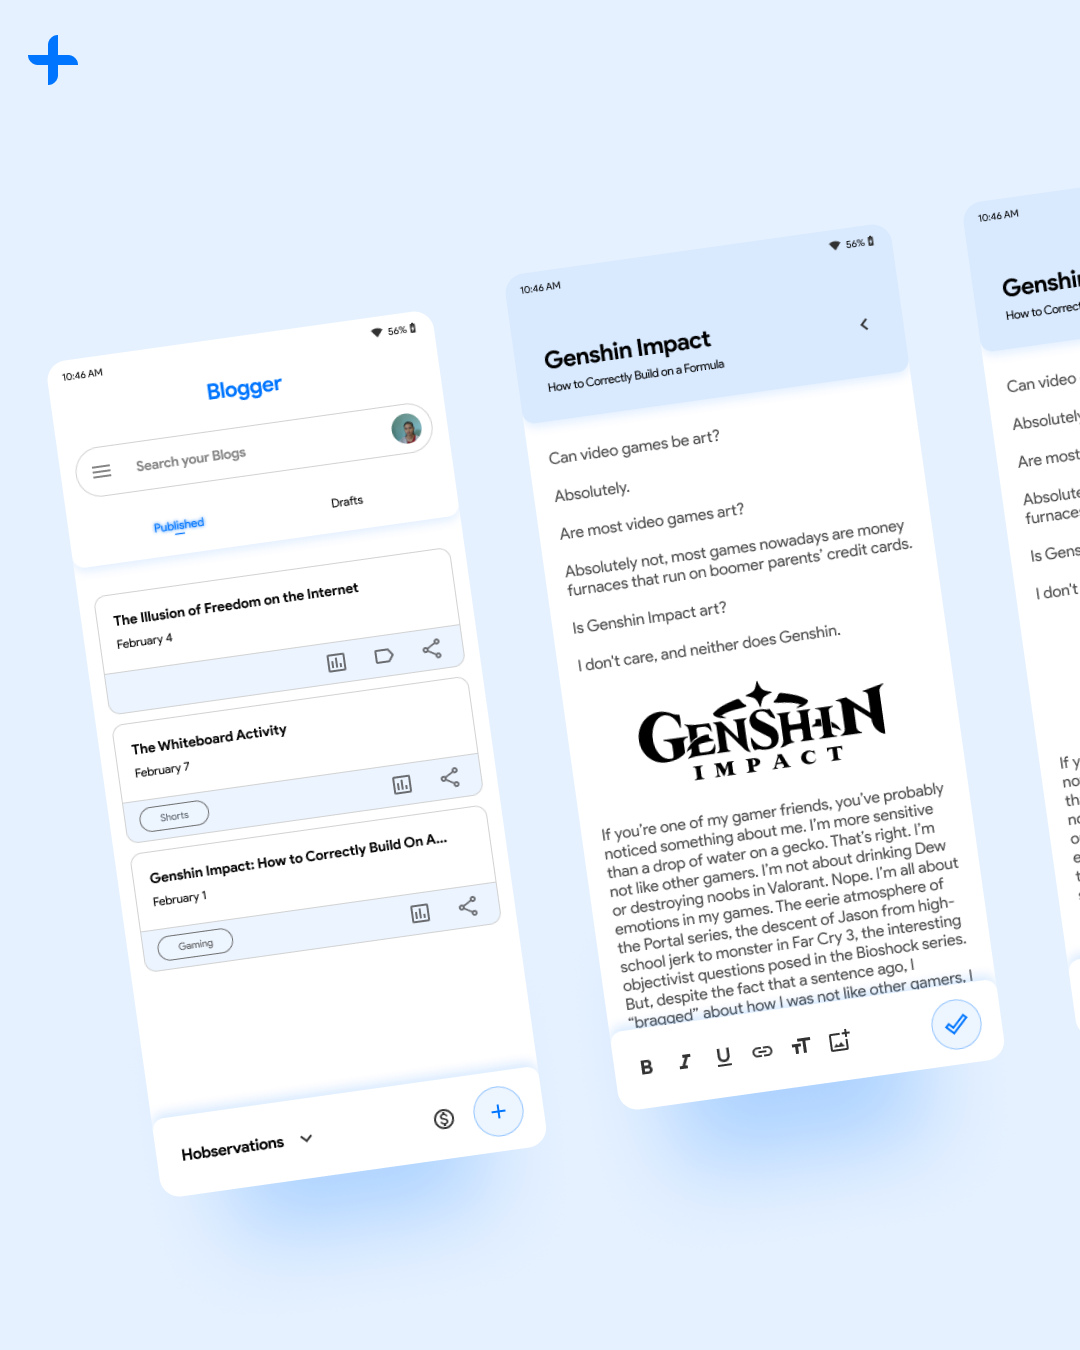 10:46 AM
56%
Blogger
Search your Blogs
Published
Drafts
The Illusion of Freedom on the Internet
February 4
The Whiteboard Activity
February 7
Shorts
Genshin Impact: How to Correctly Build On A...
February 1
Gaming
Hobservations
10:46 AM
56%
Genshin Impact
How to Correctly Build on a Formula
Can video games be art?
Absolutely.
Are most video games art?
Absolutely not, most games nowadays are money
furnaces that run on boomer parents’ credit cards.
Is Genshin Impact art?
I don't care, and neither does Genshin.
GENSHIN
IMPACT
If you’re one of my gamer friends, you’ve probably
noticed something about me. I’m more sensitive
than a drop of water on a gecko. That’s right. I’m
not like other gamers. I’m not about drinking Dew
or destroying noobs in Valorant. Nope. I’m all about
emotions in my games. The eerie atmosphere of
the Portal series, the descent of Jason from high-
school jerk to monster in Far Cry 3, the interesting
objectivist questions posed in the Bioshock series.
But, despite the fact that a sentence ago, I
“bragged” about how I was not like other gamers, I
B I U TT
10:46 AM
Genshi
How to Correct
Can video
Absolutely
Are most
Absolute
furnaces
Is Gens
I don't
If y
no
th
no
o
e
t